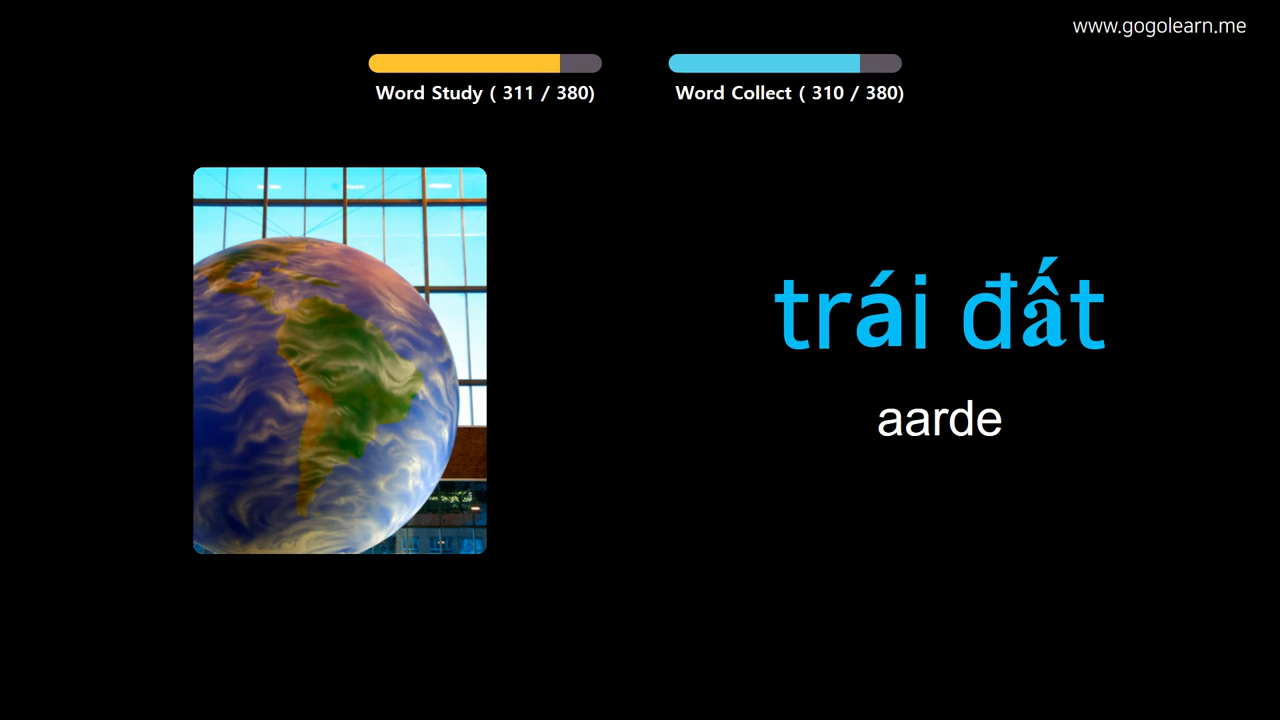 www.gogolearn.me
Word Study ( 311 / 380)
Word Collect ( 310 / 380)
trái đất
aarde